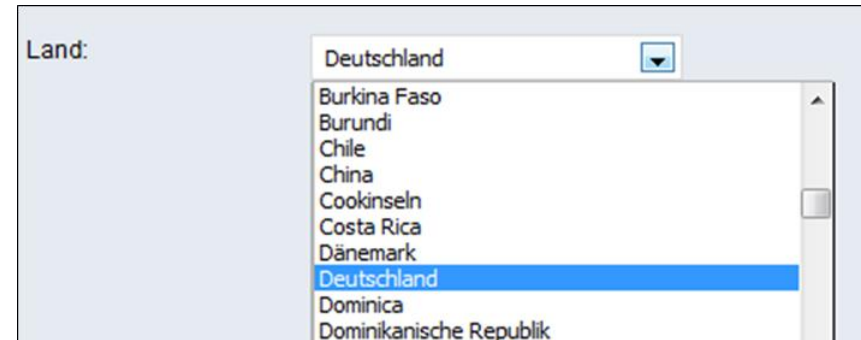 Land:
Deutschland
Burkina Faso
Burundi
Chile
China
Cookinseln
Costa Rica
Dänemark
Deutschland
Dominica
Dominikanische Republik